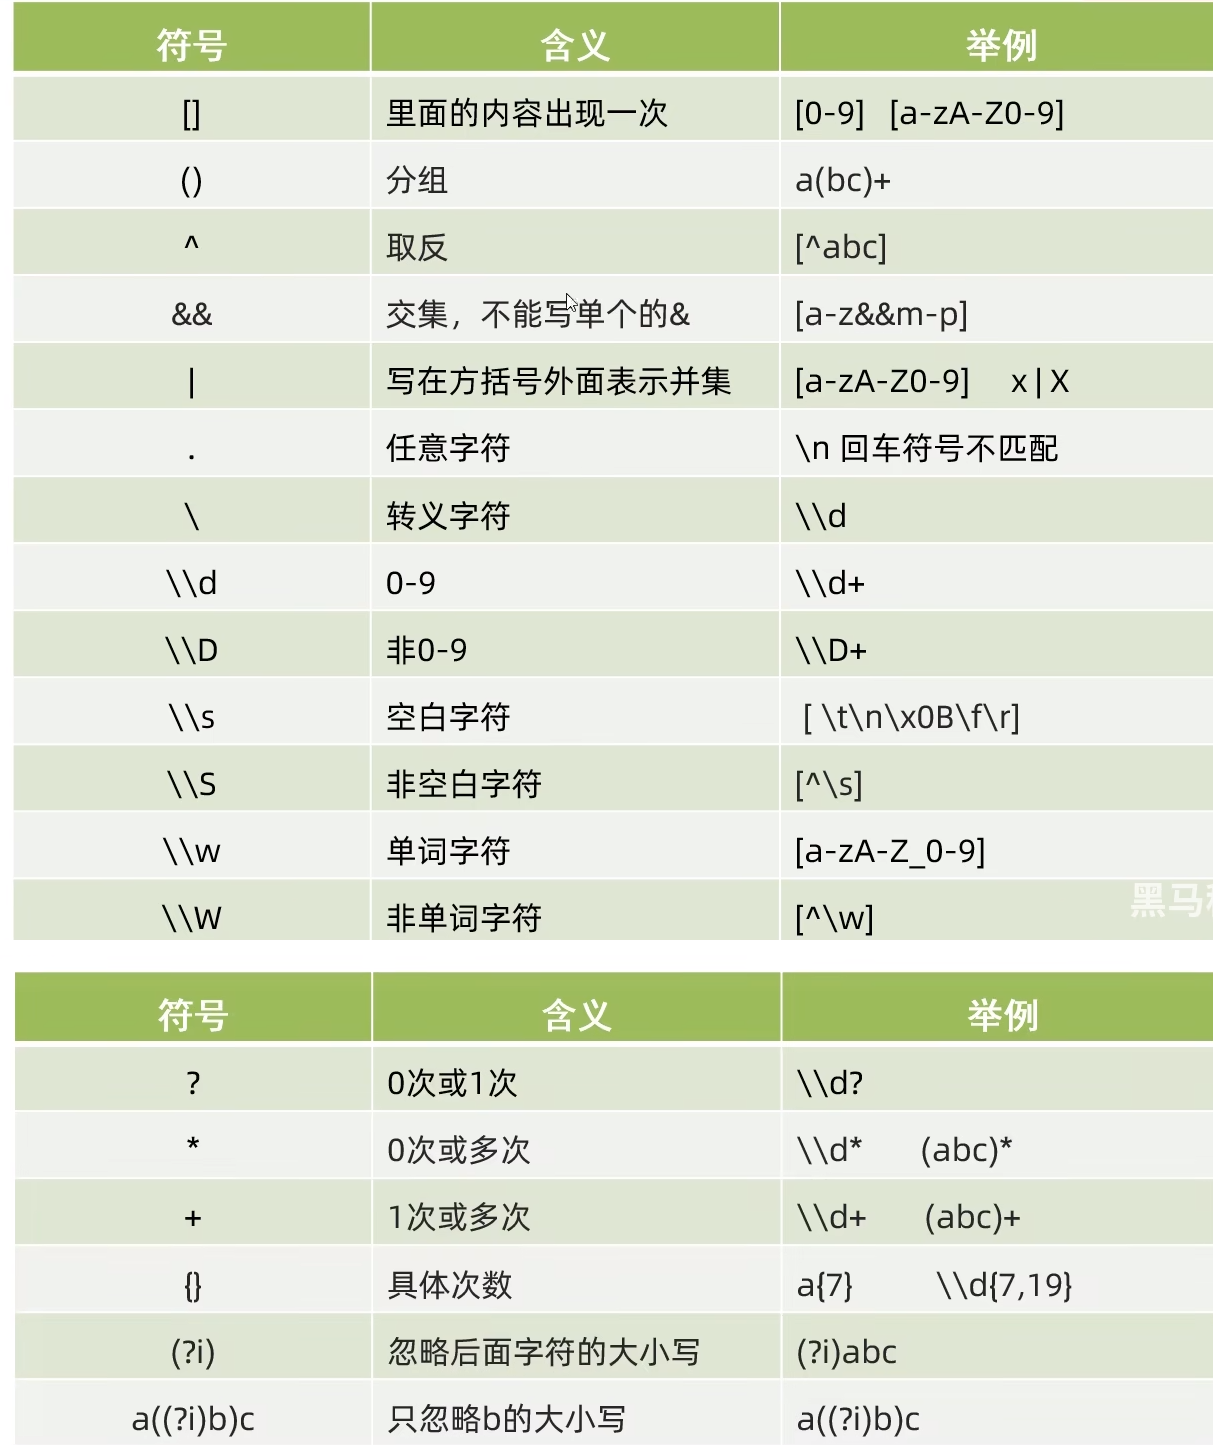 符号 含义 举例
[] 里面的内容出现一次 [0-9] [a-zA-Z0-9]
() 分组 a(bc)+
^ 取反 [^abc]
&& 交集，不能写单个的& [a-z&&m-p]
| 写在方括号外面表示并集 [a-zA-Z0-9] x|X
. 任意字符 \n 回车符号不匹配
\ 转义字符 \\d
\\d 0-9 \\d+
\\D 非0-9 \\D+
\\s 空白字符 [ \t\n\x0B\f\r]
\\S 非空白字符 [^\s]
\\w 单词字符 [a-zA-Z_0-9]
黑马
\\W 非单词字符 [^\w]
符号 含义 举例
? 0次或1次 \\d?
* 0次或多次 \\d* (abc)*
+ 1次或多次 \\d+ (abc)+
{} 具体次数 a{7} \\d{7,19}
(?i) 忽略后面字符的大小写 (?i)abc
a((?i)b)c 只忽略b的大小写 a((?i)b)c